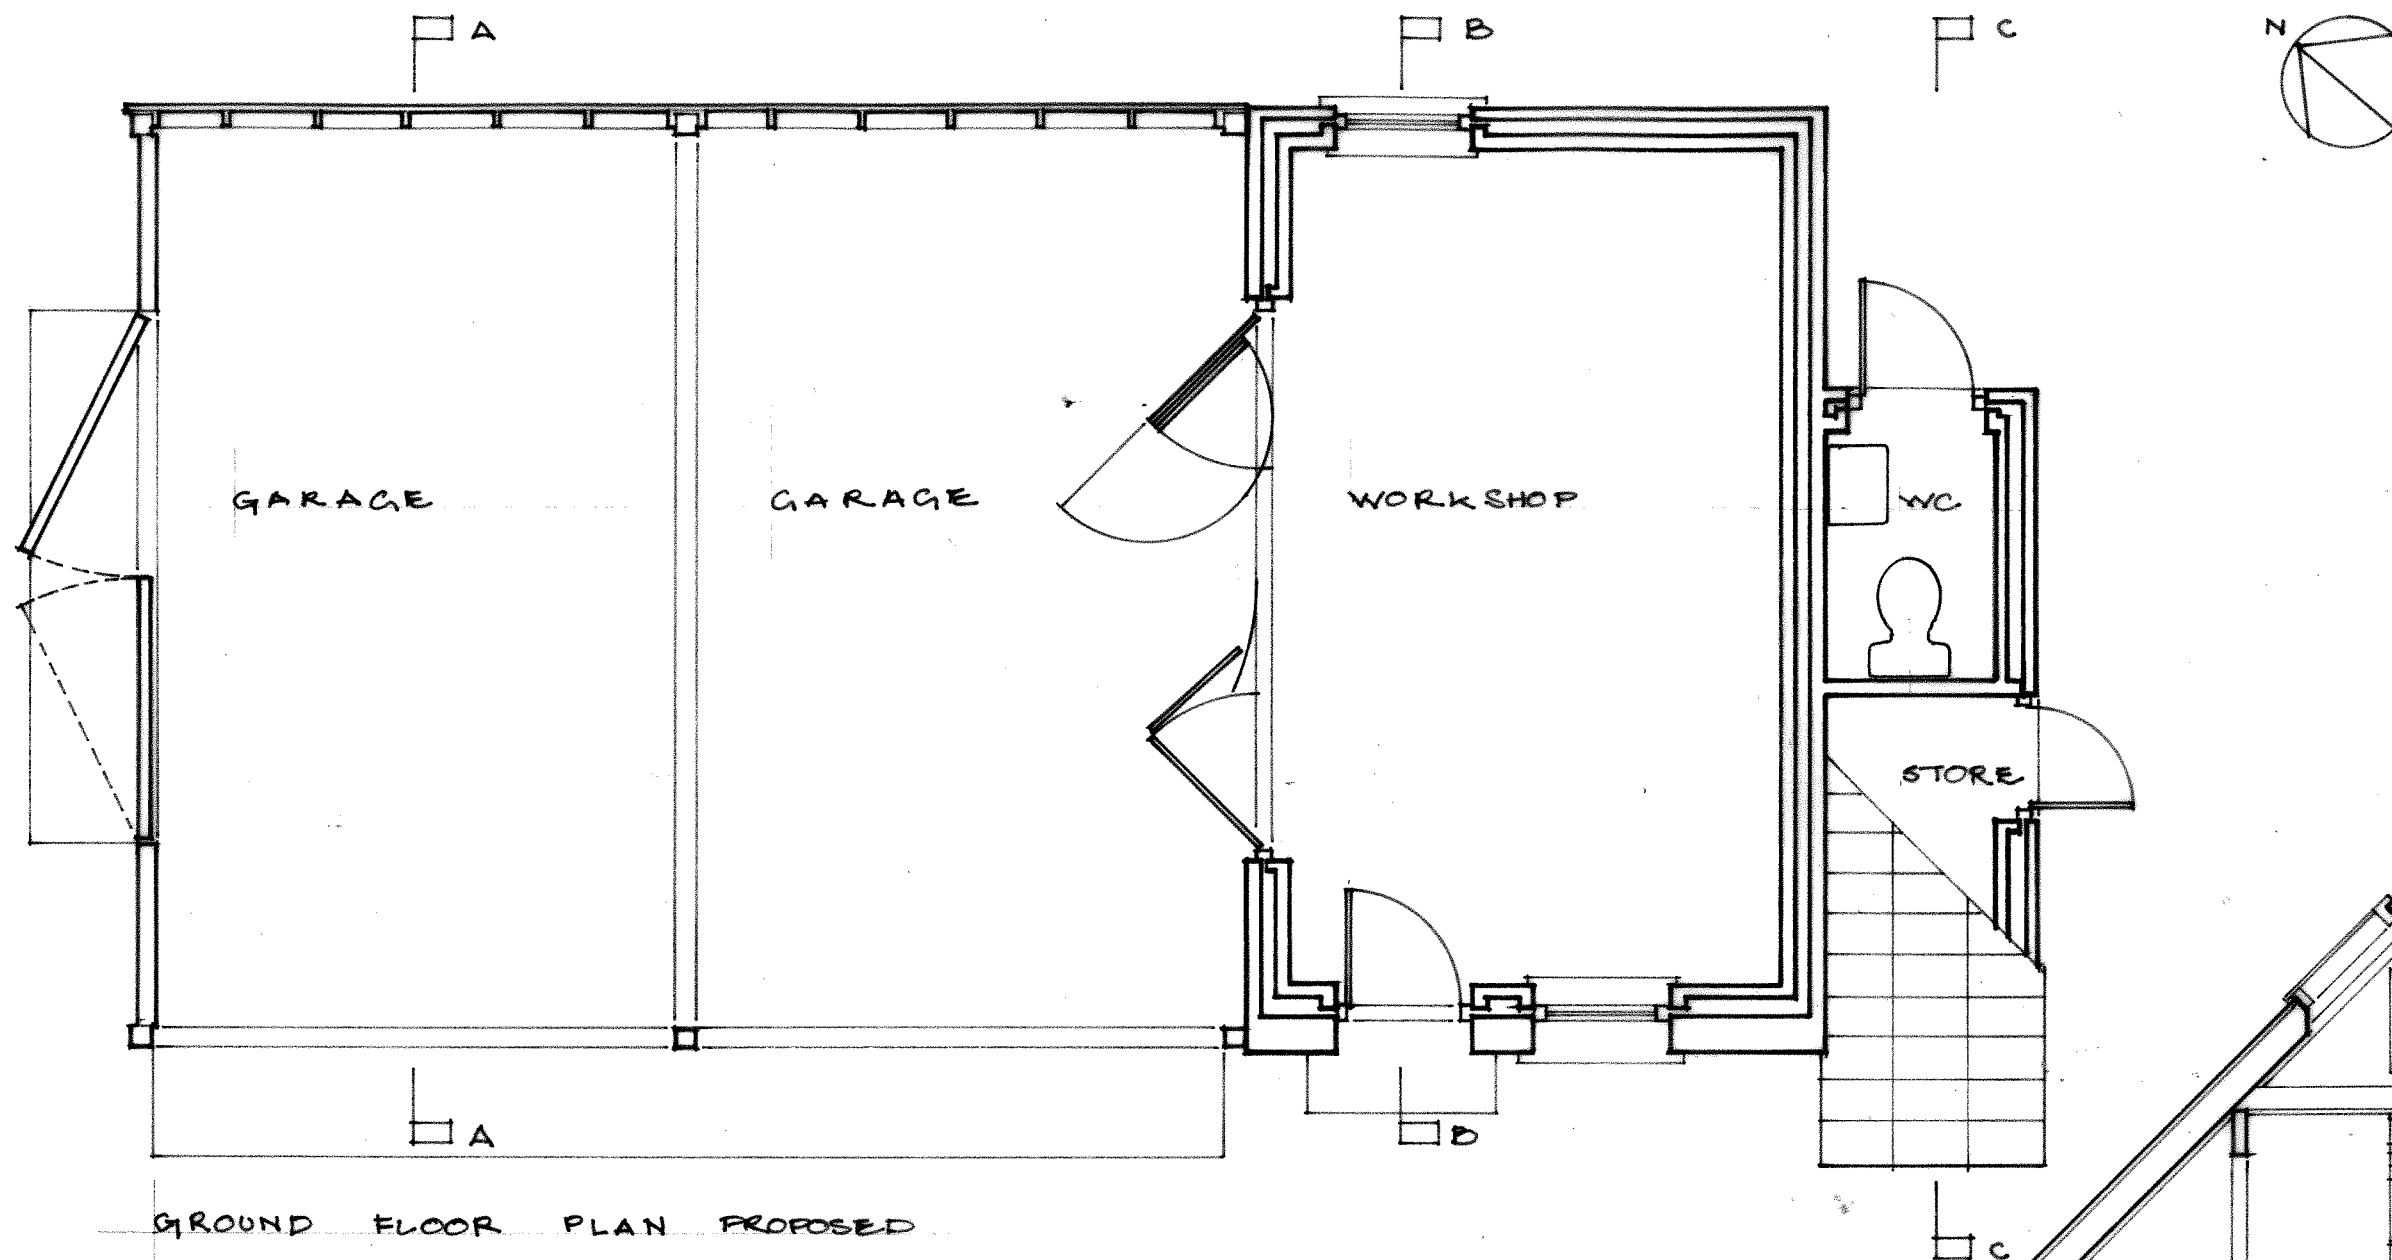 A B C N
GARAGE GARAGE WORKSHOP WC
STORE
A B
GROUND FLOOR PLAN PROPOSED
C